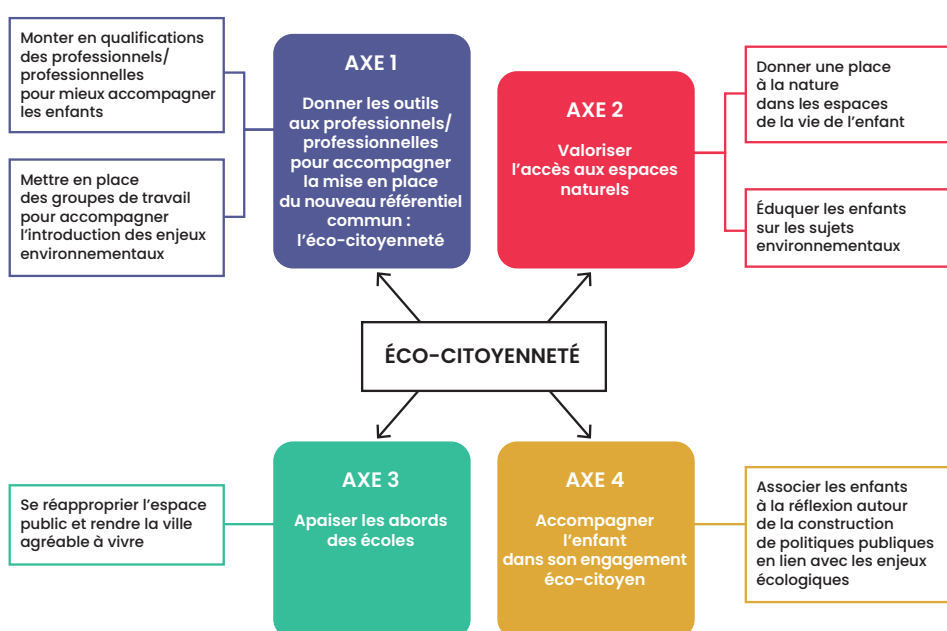 Monter en qualifications
des professionnels/
professionnelles
pour mieux accompagner
les enfants
Mettre en place
des groupes de travail
pour accompagner
l'introduction des enjeux
environnementaux
AXE 1
Donner les outils
aux professionnels/
professionnelles
pour accompagner
la mise en place
du nouveau référentiel
commun :
l'éco-citoyenneté
AXE 2
Valoriser
l'accès aux espaces
naturels
Donner une place
à la nature
dans les espaces
de la vie de l'enfant
Éduquer les enfants
sur les sujets
environnementaux
ÉCO-CITOYENNETÉ
Se réapproprier l'espace
public et rendre la ville
agréable à vivre
AXE 3
Apaiser les abords
des écoles
AXE 4
Accompagner
l'enfant
dans son engagement
éco-citoyen
Associer les enfants
à la réflexion autour
de la construction
de politiques publiques
en lien avec les enjeux
écologiques